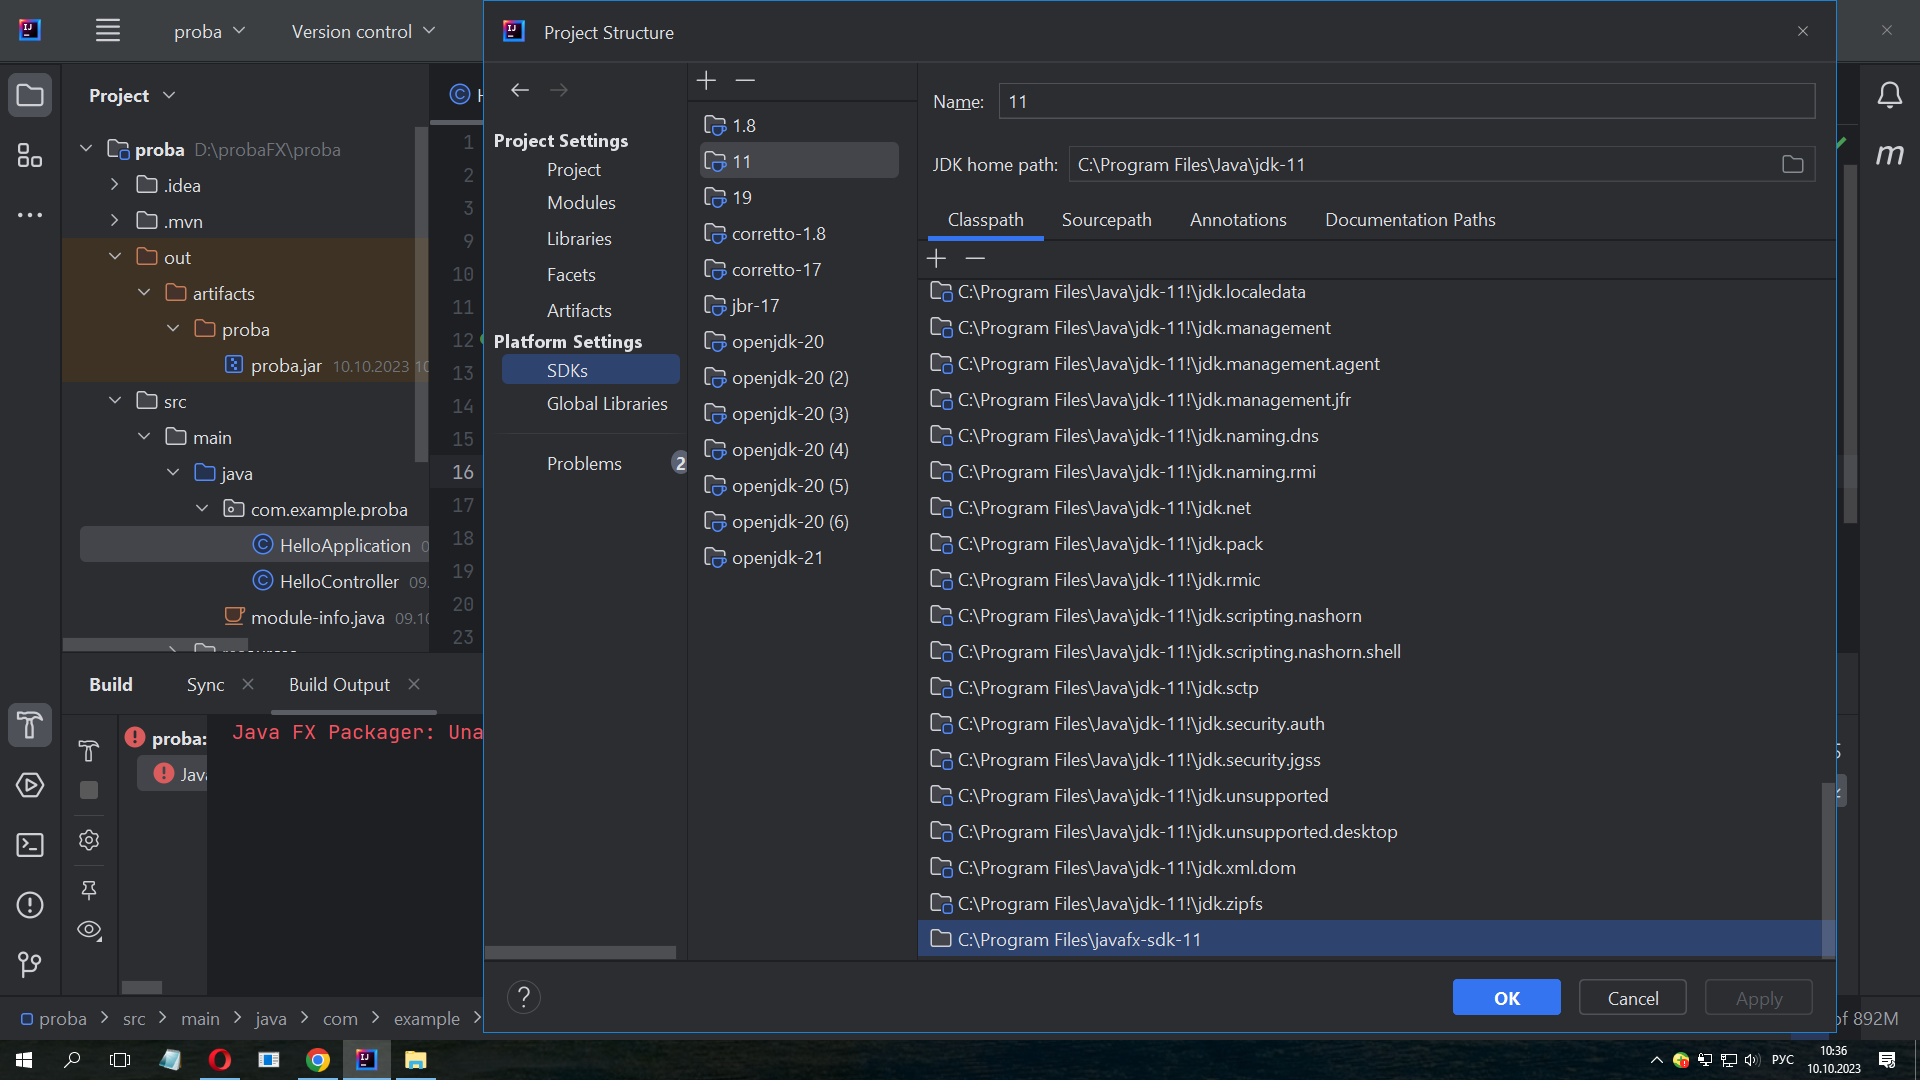 proba
Version control
Project Structure
Project
Name:
11
proba D:\probaFX\proba
.idea
.mvn
out
artifacts
proba
proba.jar 10.10.2023 10
src
main
java
com.example.proba
HelloApplication
HelloController 09.
module-info.java 09.10
1
2
3
9
10
11
12
13
14
15
16
17
18
19
20
23
Project Settings
Project
Modules
Libraries
Facets
Artifacts
Platform Settings
SDKs
Global Libraries
Problems 2
1.8
11
19
corretto-1.8
corretto-17
jbr-17
openjdk-20
openjdk-20 (2)
openjdk-20 (3)
openjdk-20 (4)
openjdk-20 (5)
openjdk-20 (6)
openjdk-21
JDK home path: C:\Program Files\Java\jdk-11
Classpath Sourcepath Annotations Documentation Paths
C:\Program Files\Java\jdk-11!\jdk.localedata
C:\Program Files\Java\jdk-11!\jdk.management
C:\Program Files\Java\jdk-11!\jdk.management.agent
C:\Program Files\Java\jdk-11!\jdk.management.jfr
C:\Program Files\Java\jdk-11!\jdk.naming.dns
C:\Program Files\Java\jdk-11!\jdk.naming.rmi
C:\Program Files\Java\jdk-11!\jdk.net
C:\Program Files\Java\jdk-11!\jdk.pack
C:\Program Files\Java\jdk-11!\jdk.rmic
C:\Program Files\Java\jdk-11!\jdk.scripting.nashorn
C:\Program Files\Java\jdk-11!\jdk.scripting.nashorn.shell
C:\Program Files\Java\jdk-11!\jdk.sctp
C:\Program Files\Java\jdk-11!\jdk.security.auth
C:\Program Files\Java\jdk-11!\jdk.security.jgss
C:\Program Files\Java\jdk-11!\jdk.unsupported
C:\Program Files\Java\jdk-11!\jdk.unsupported.desktop
C:\Program Files\Java\jdk-11!\jdk.xml.dom
C:\Program Files\Java\jdk-11!\jdk.zipfs
C:\Program Files\javafx-sdk-11
OK Cancel Apply
Build Sync Build Output
proba:
Java
Java FX Packager: Una
proba src main java com example
of 892M
РУС
10:36
10.10.2023